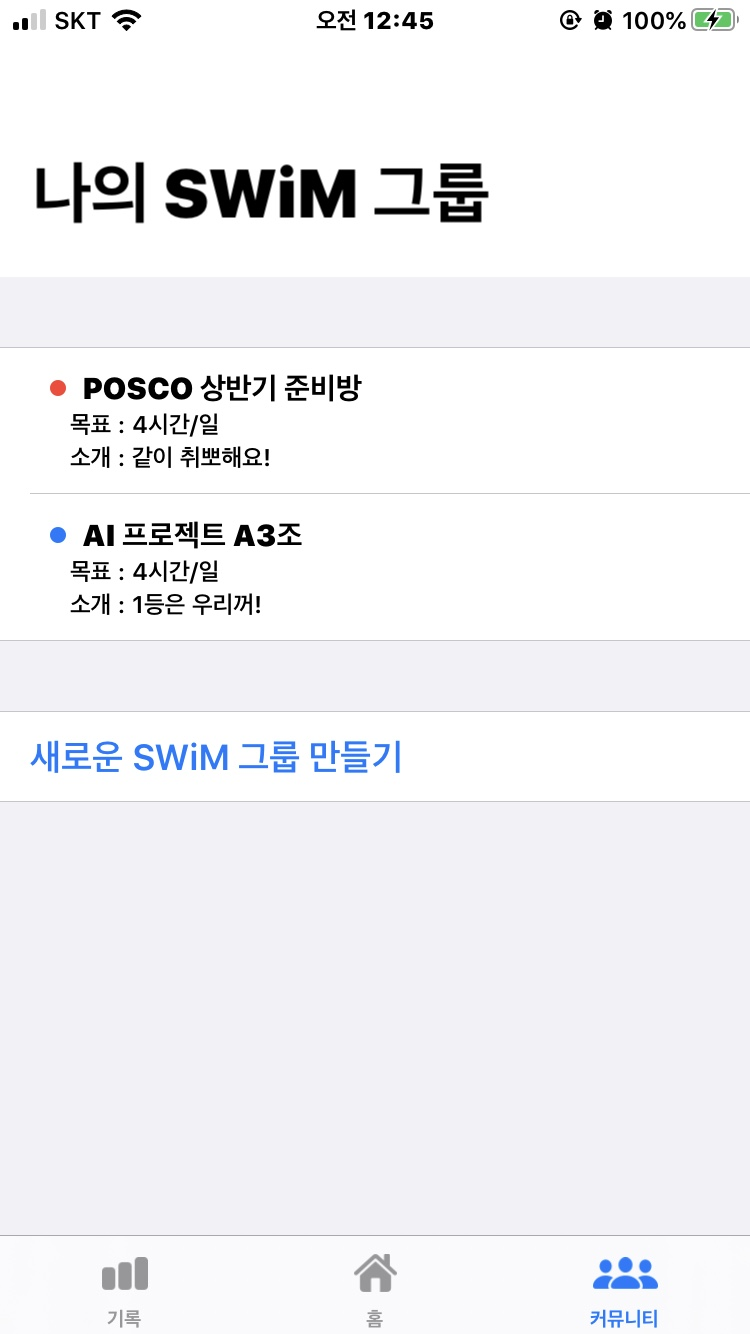 SKT 오전 12:45 100%
나의 SWiM 그룹
POSCO 상반기 준비방
목표 : 4시간/일
소개 : 같이 취뽀해요!
AI 프로젝트 A3조
목표 : 4시간/일
소개 : 1등은 우리꺼!
새로운 SWiM 그룹 만들기
기록 홈 커뮤니티